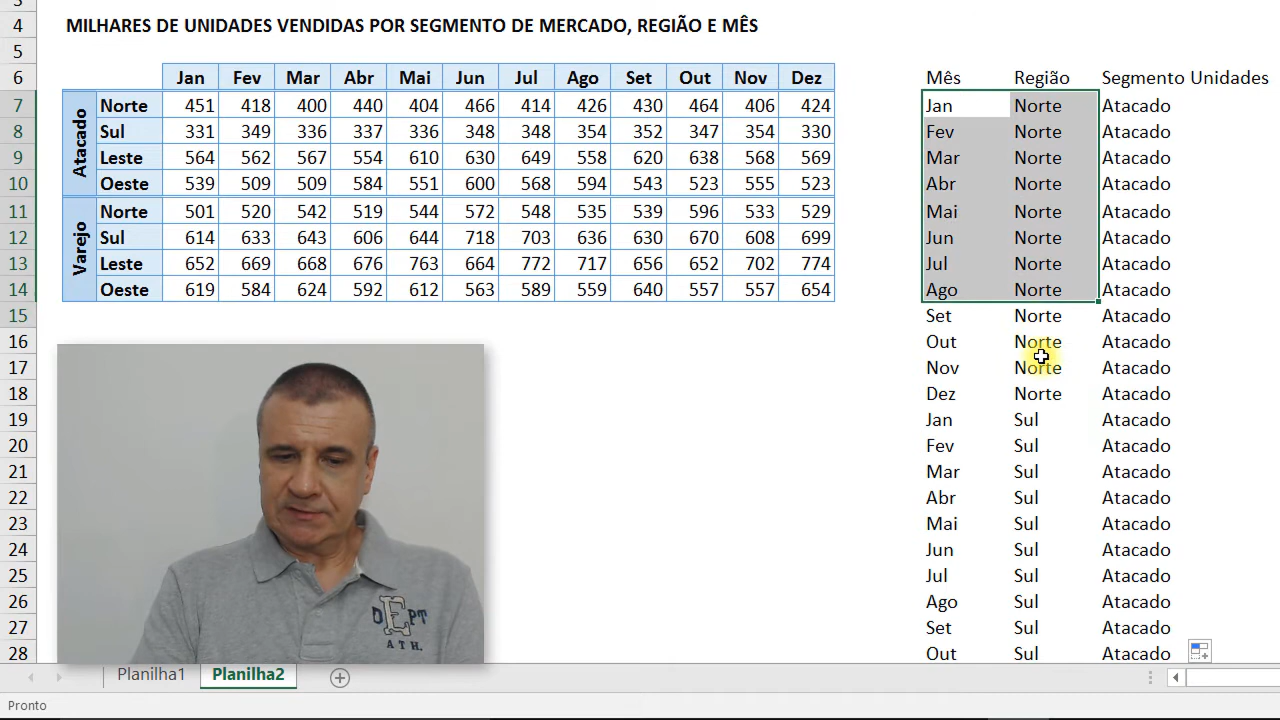 3
4 MILHARES DE UNIDADES VENDIDAS POR SEGMENTO DE MERCADO, REGIÃO E MÊS
5
6 Jan Fev Mar Abr Mai Jun Jul Ago Set Out Nov Dez Mês Região Segmento Unidades
Atacado
7 Norte 451 418 400 440 404 466 414 426 430 464 406 424 Jan Norte Atacado
8 Sul 331 349 336 337 336 348 348 354 352 347 354 330 Fev Norte Atacado
9 Leste 564 562 567 554 610 630 649 558 620 638 568 569 Mar Norte Atacado
10 Oeste 539 509 509 584 551 600 568 594 543 523 555 523 Abr Norte Atacado
Varejo
11 Norte 501 520 542 519 544 572 548 535 539 596 533 529 Mai Norte Atacado
12 Sul 614 633 643 606 644 718 703 636 630 670 608 699 Jun Norte Atacado
13 Leste 652 669 668 676 763 664 772 717 656 652 702 774 Jul Norte Atacado
14 Oeste 619 584 624 592 612 563 589 559 640 557 557 654 Ago Norte Atacado
15 Set Norte Atacado
16 Out Norte Atacado
17 Nov Norte Atacado
18 Dez Norte Atacado
19 Jan Sul Atacado
20 Fev Sul Atacado
21 Mar Sul Atacado
22 Abr Sul Atacado
23 Mai Sul Atacado
24 Jun Sul Atacado
25 Jul Sul Atacado
26 Ago Sul Atacado
27 Set Sul Atacado
28 Out Sul Atacado
DEPT
ATH.
Planilha1 Planilha2
Pronto